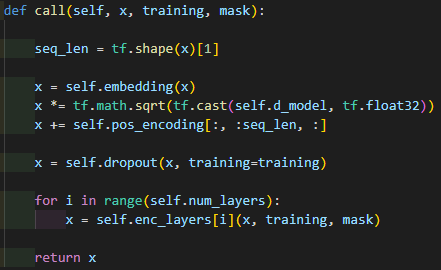 def call(self, x, training, mask):
seq_len = tf.shape(x)[1]
x = self.embedding(x)
x *= tf.math.sqrt(tf.cast(self.d_model, tf.float32))
x += self.pos_encoding[:, :seq_len, :]
x = self.dropout(x, training=training)
for i in range(self.num_layers):
x = self.enc_layers[i](x, training, mask)
return x